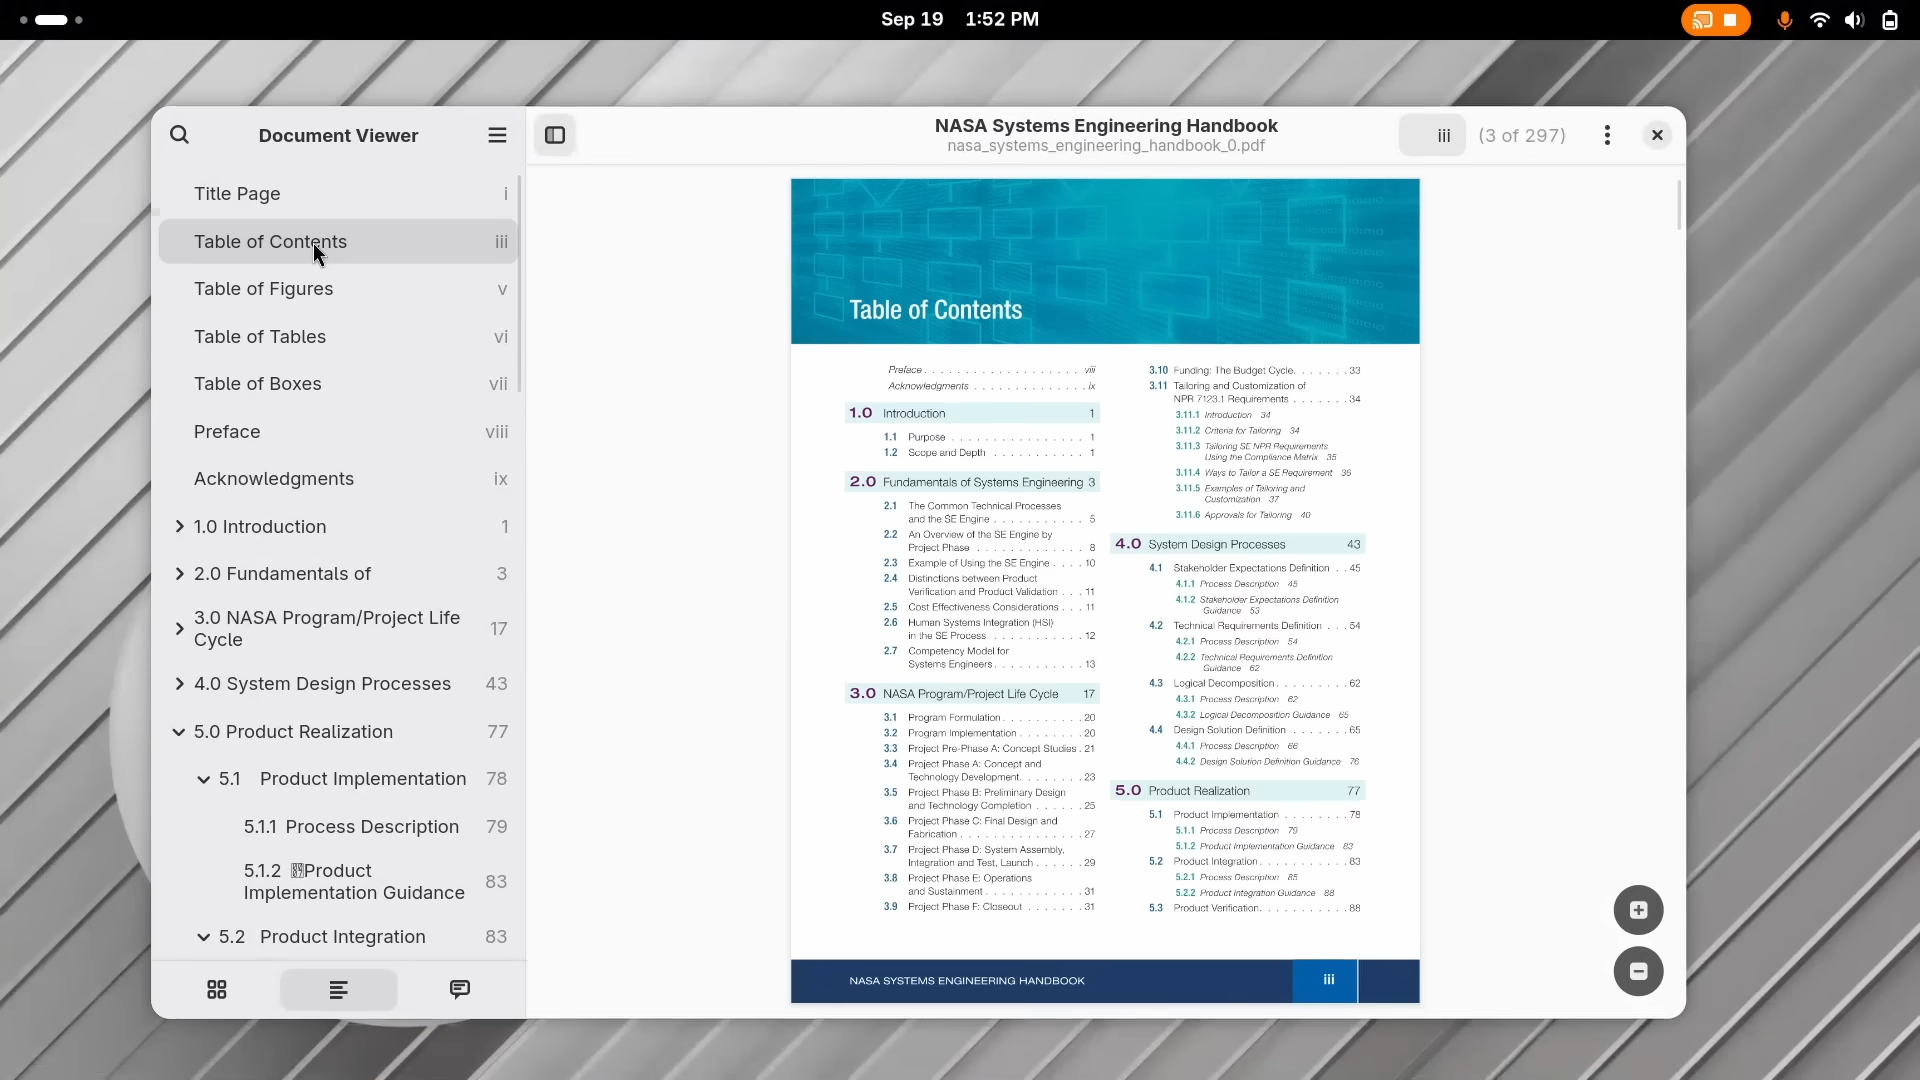 Sep 19 1:52 PM
Document Viewer
NASA Systems Engineering Handbook
nasa_systems_engineering_handbook_0.pdf
iii (3 of 297)
Title Page i
Table of Contents iii
Table of Figures v
Table of Tables vi
Table of Boxes vii
Preface viii
Acknowledgments ix
1.0 Introduction 1
2.0 Fundamentals of 3
3.0 NASA Program/Project Life
Cycle 17
4.0 System Design Processes 43
5.0 Product Realization 77
5.1 Product Implementation 78
5.1.1 Process Description 79
5.1.2 Product
Implementation Guidance 83
5.2 Product Integration 83
Table of Contents
Preface . . . . . . . . . . . . . . . . . . . . viii
Acknowledgments . . . . . . . . . . . . . ix
1.0 Introduction 1
1.1 Purpose . . . . . . . . . . . . . . 1
1.2 Scope and Depth . . . . . . . . . . . 1
2.0 Fundamentals of Systems Engineering 3
2.1 The Common Technical Processes
and the SE Engine . . . . . . . . . . . 5
2.2 An Overview of the SE Engine by
Project Phase . . . . . . . . . . . . 8
2.3 Example of Using the SE Engine . . . . 10
2.4 Distinctions between Product
Verification and Product Validation . . . 11
2.5 Cost Effectiveness Considerations . . . 11
2.6 Human Systems Integration (HSI)
in the SE Process . . . . . . . . . . 12
2.7 Competency Model for
Systems Engineers . . . . . . . . . . 13
3.0 NASA Program/Project Life Cycle 17
3.1 Program Formulation . . . . . . . . . 20
3.2 Program Implementation . . . . . . . 20
3.3 Project Pre-Phase A: Concept Studies . 21
3.4 Project Phase A: Concept and
Technology Development . . . . . . . 23
3.5 Project Phase B: Preliminary Design
and Technology Completion . . . . . . 25
3.6 Project Phase C: Final Design and
Fabrication . . . . . . . . . . . . . . 27
3.7 Project Phase D: System Assembly,
Integration and Test, Launch . . . . . . 29
3.8 Project Phase E: Operations
and Sustainment . . . . . . . . . . . 31
3.9 Project Phase F: Closeout . . . . . . . 31
3.10 Funding: The Budget Cycle . . . . . . . 33
3.11 Tailoring and Customization of
NPR 7123.1 Requirements . . . . . . . 34
3.11.1 Introduction 34
3.11.2 Criteria for Tailoring 34
3.11.3 Tailoring SE NPR Requirements
Using the Compliance Matrix 35
3.11.4 Ways to Tailor a SE Requirement 36
3.11.5 Examples of Tailoring and
Customization 37
3.11.6 Approvals for Tailoring 40
4.0 System Design Processes 43
4.1 Stakeholder Expectations Definition . . 45
4.1.1 Process Description 45
4.1.2 Stakeholder Expectations Definition
Guidance 53
4.2 Technical Requirements Definition . . . 54
4.2.1 Process Description 54
4.2.2 Technical Requirements Definition
Guidance 62
4.3 Logical Decomposition . . . . . . . . 62
4.3.1 Process Description 62
4.3.2 Logical Decomposition Guidance 65
4.4 Design Solution Definition . . . . . . . 65
4.4.1 Process Description 66
4.4.2 Design Solution Definition Guidance 76
5.0 Product Realization 77
5.1 Product Implementation . . . . . . . . 78
5.1.1 Process Description 79
5.1.2 Product Implementation Guidance 83
5.2 Product Integration . . . . . . . . . . 83
5.2.1 Process Description 85
5.2.2 Product Integration Guidance 88
5.3 Product Verification . . . . . . . . . . 88
NASA SYSTEMS ENGINEERING HANDBOOK iii